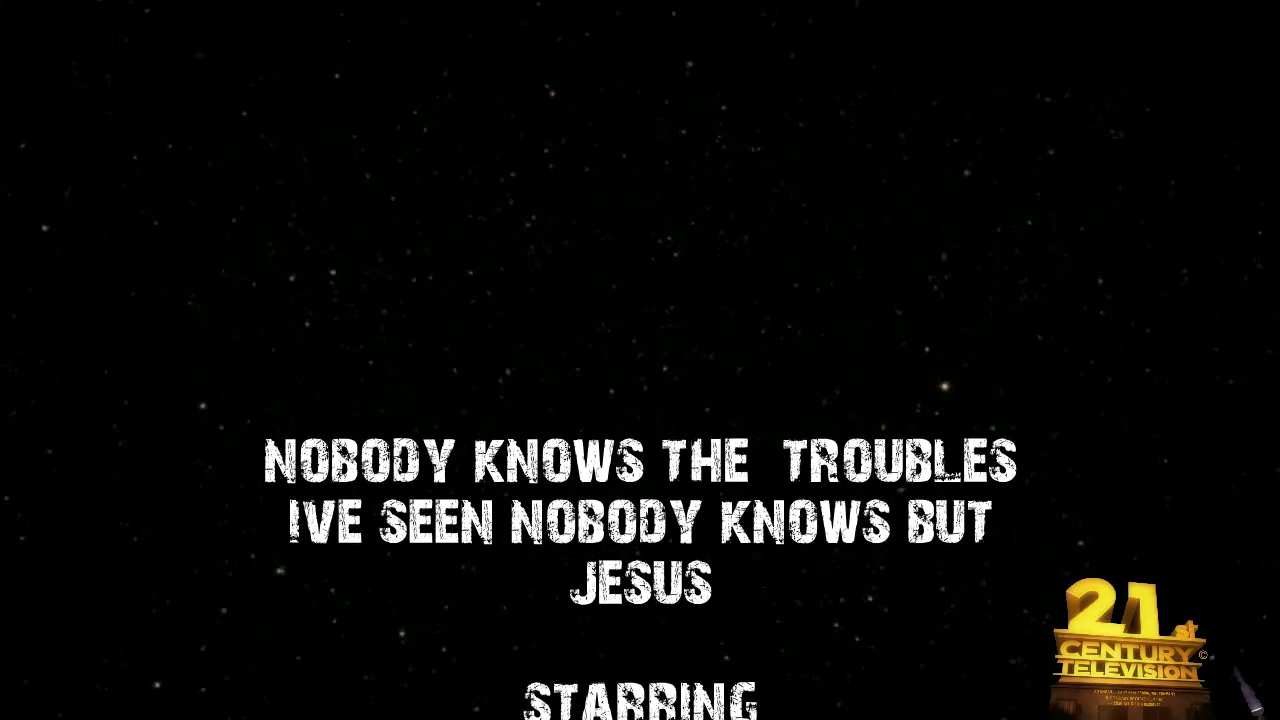 NOBODY KNOWS THE TROUBLES
IVE SEEN NOBODY KNOWS BUT
JESUS
STARRING
21st
CENTURY
TELEVISION
©